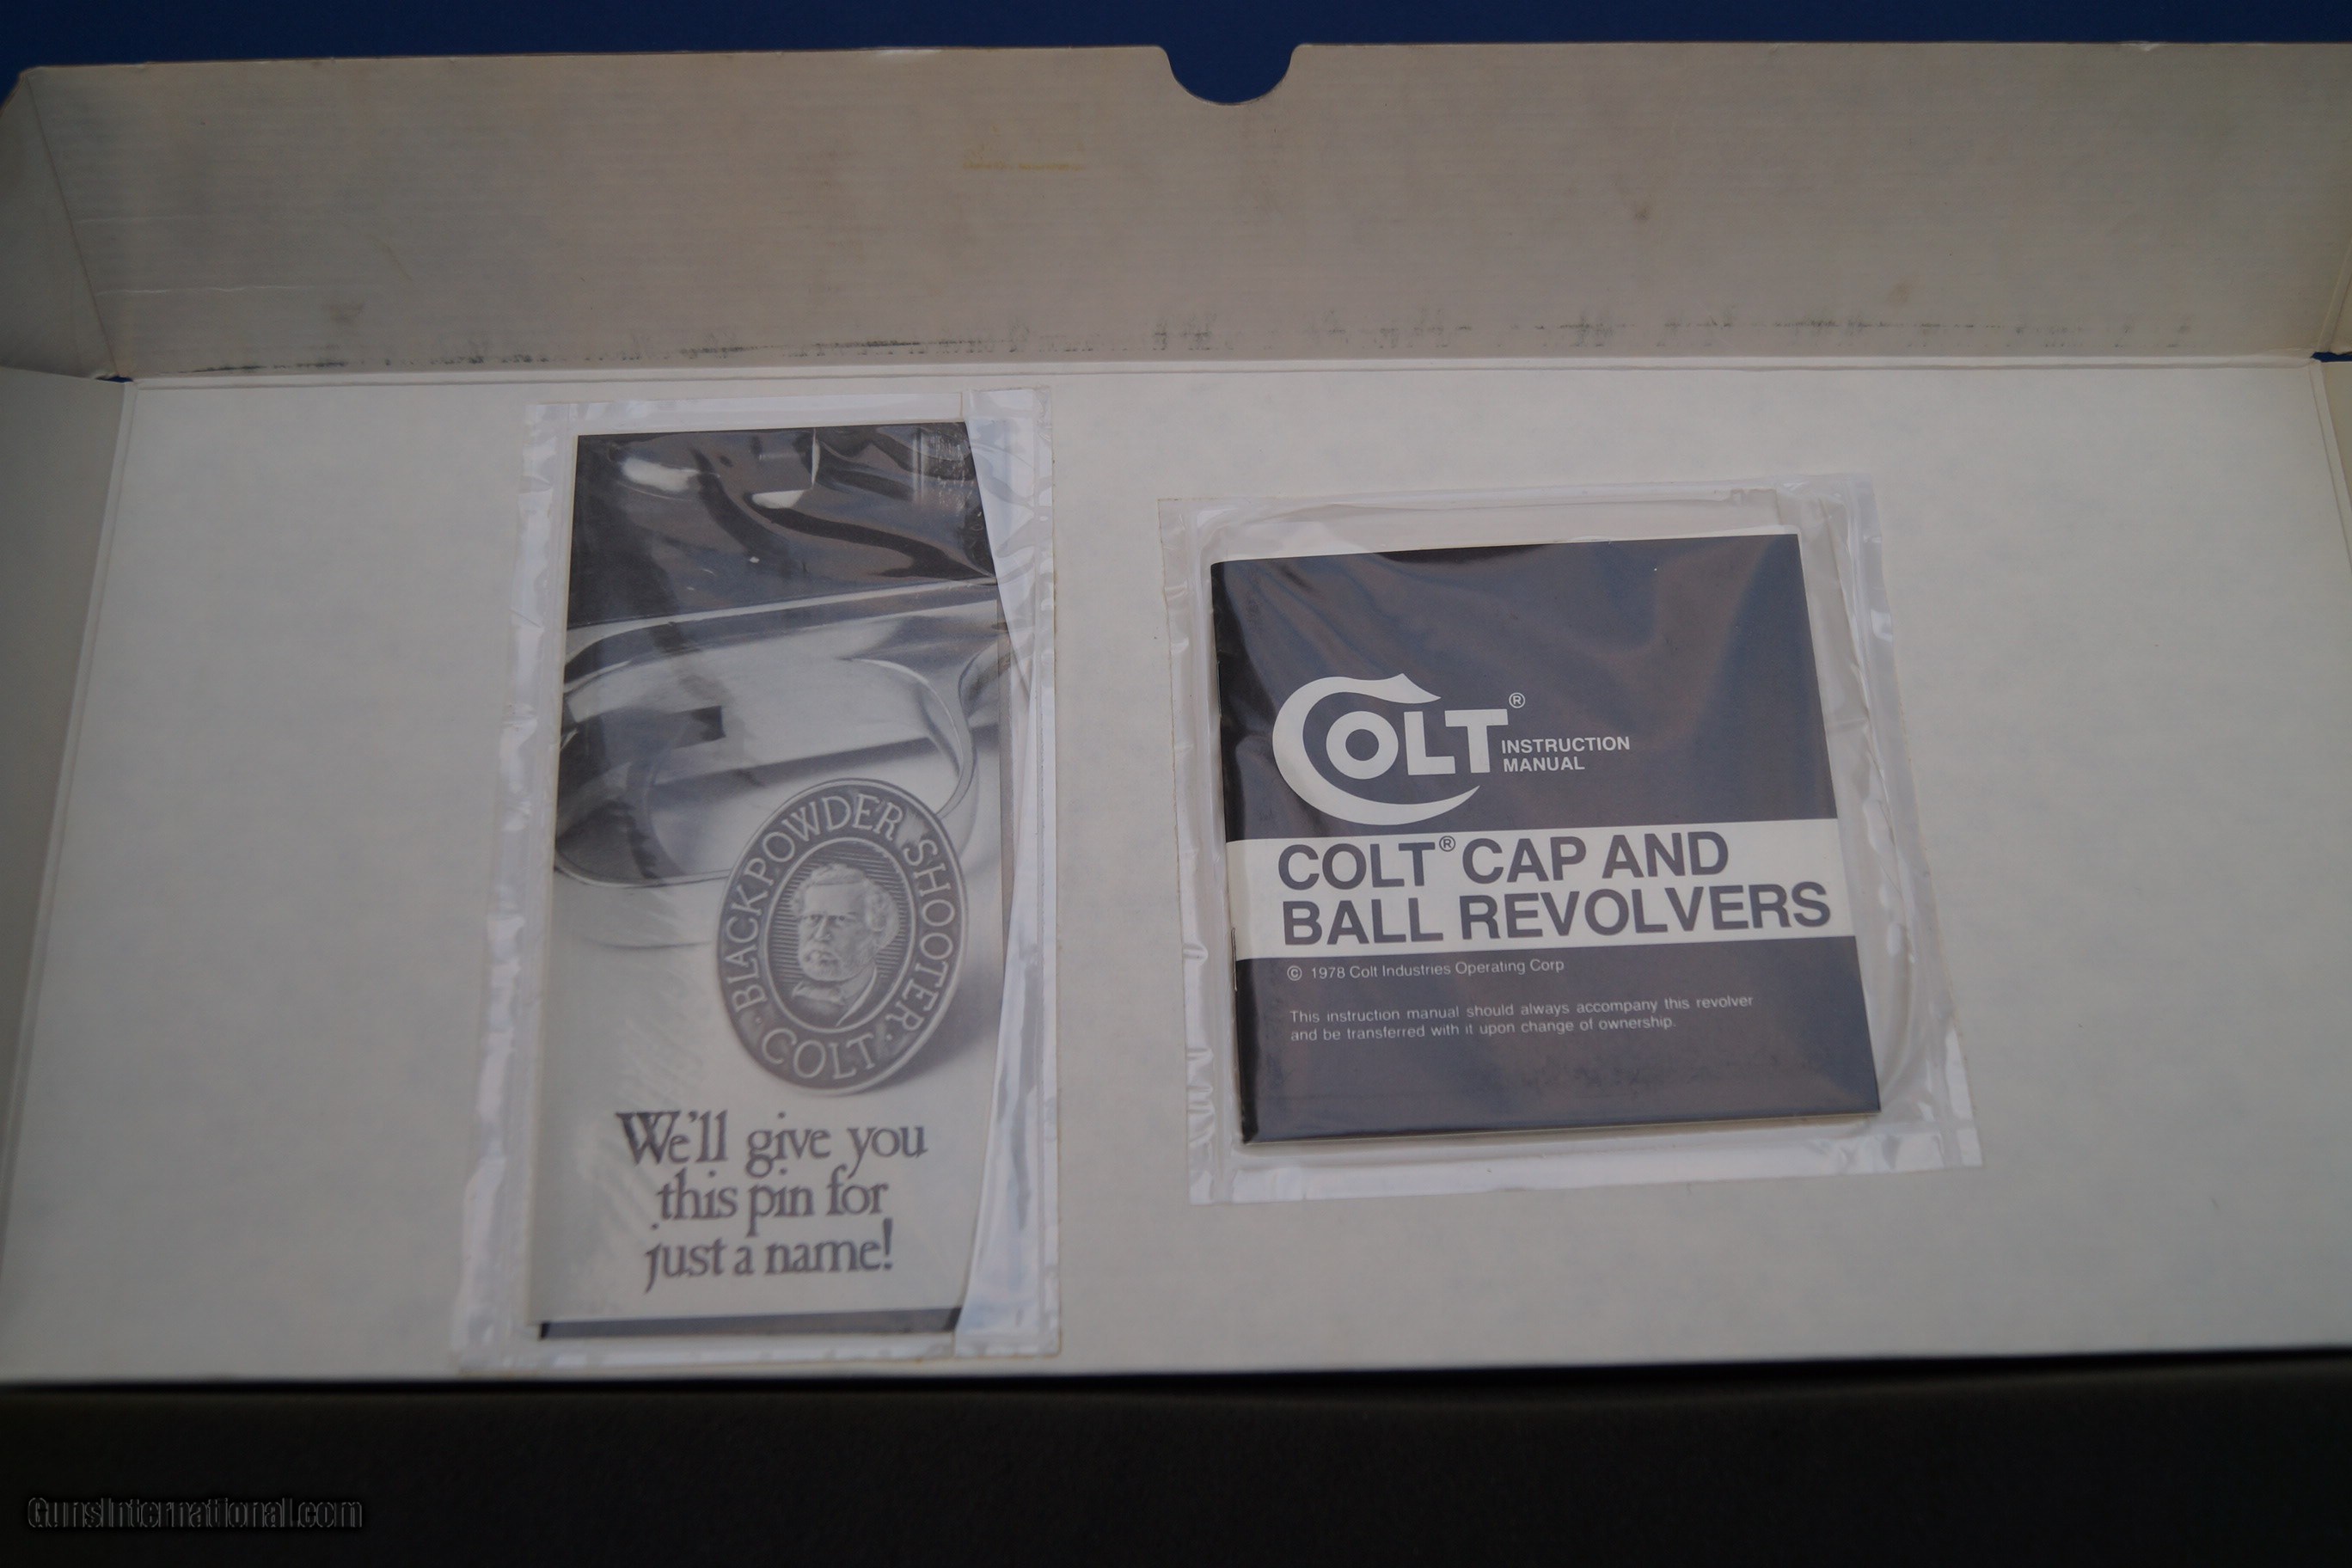 BLACKPOWDER SHOOTER · COLT ·
We'll give you
this pin for
just a name!
COLT®
INSTRUCTION
MANUAL
COLT® CAP AND
BALL REVOLVERS
© 1978 Colt Industries Operating Corp
This instruction manual should always accompany this revolver
and be transferred with it upon change of ownership.
GunsInternational.com